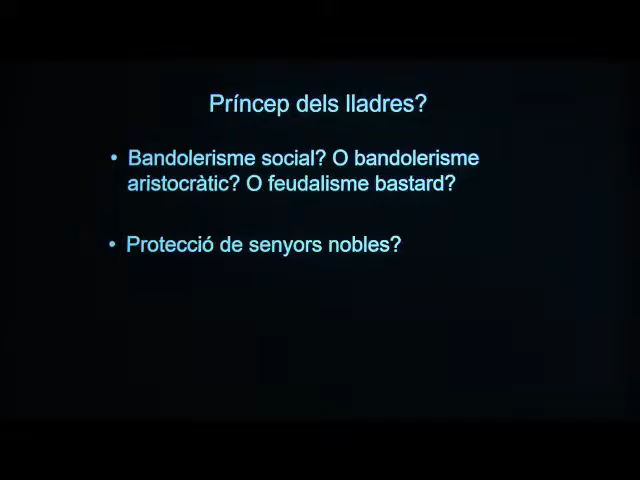 Príncep dels lladres?
• Bandolerisme social? O bandolerisme
aristocràtic? O feudalisme bastard?
• Protecció de senyors nobles?